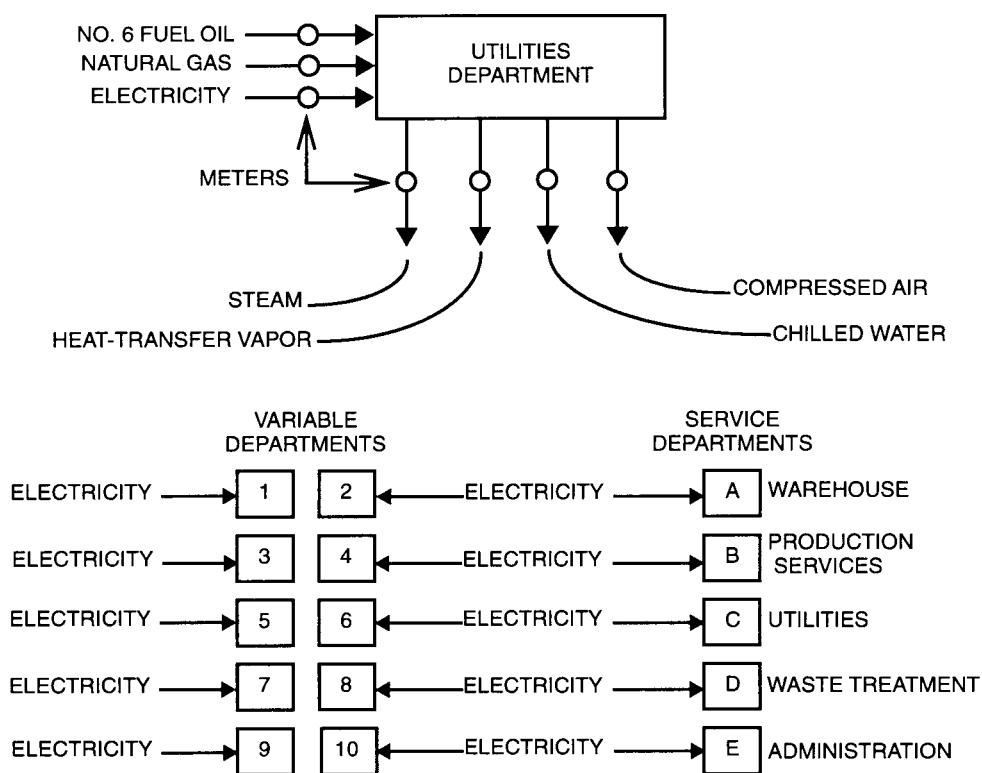 NO. 6 FUEL OIL
NATURAL GAS
ELECTRICITY
UTILITIES
DEPARTMENT
METERS
STEAM
HEAT-TRANSFER VAPOR
COMPRESSED AIR
CHILLED WATER
VARIABLE
DEPARTMENTS
SERVICE
DEPARTMENTS
ELECTRICITY 1 2 ELECTRICITY A WAREHOUSE
ELECTRICITY 3 4 ELECTRICITY B PRODUCTION
SERVICES
ELECTRICITY 5 6 ELECTRICITY C UTILITIES
ELECTRICITY 7 8 ELECTRICITY D WASTE TREATMENT
ELECTRICITY 9 10 ELECTRICITY E ADMINISTRATION